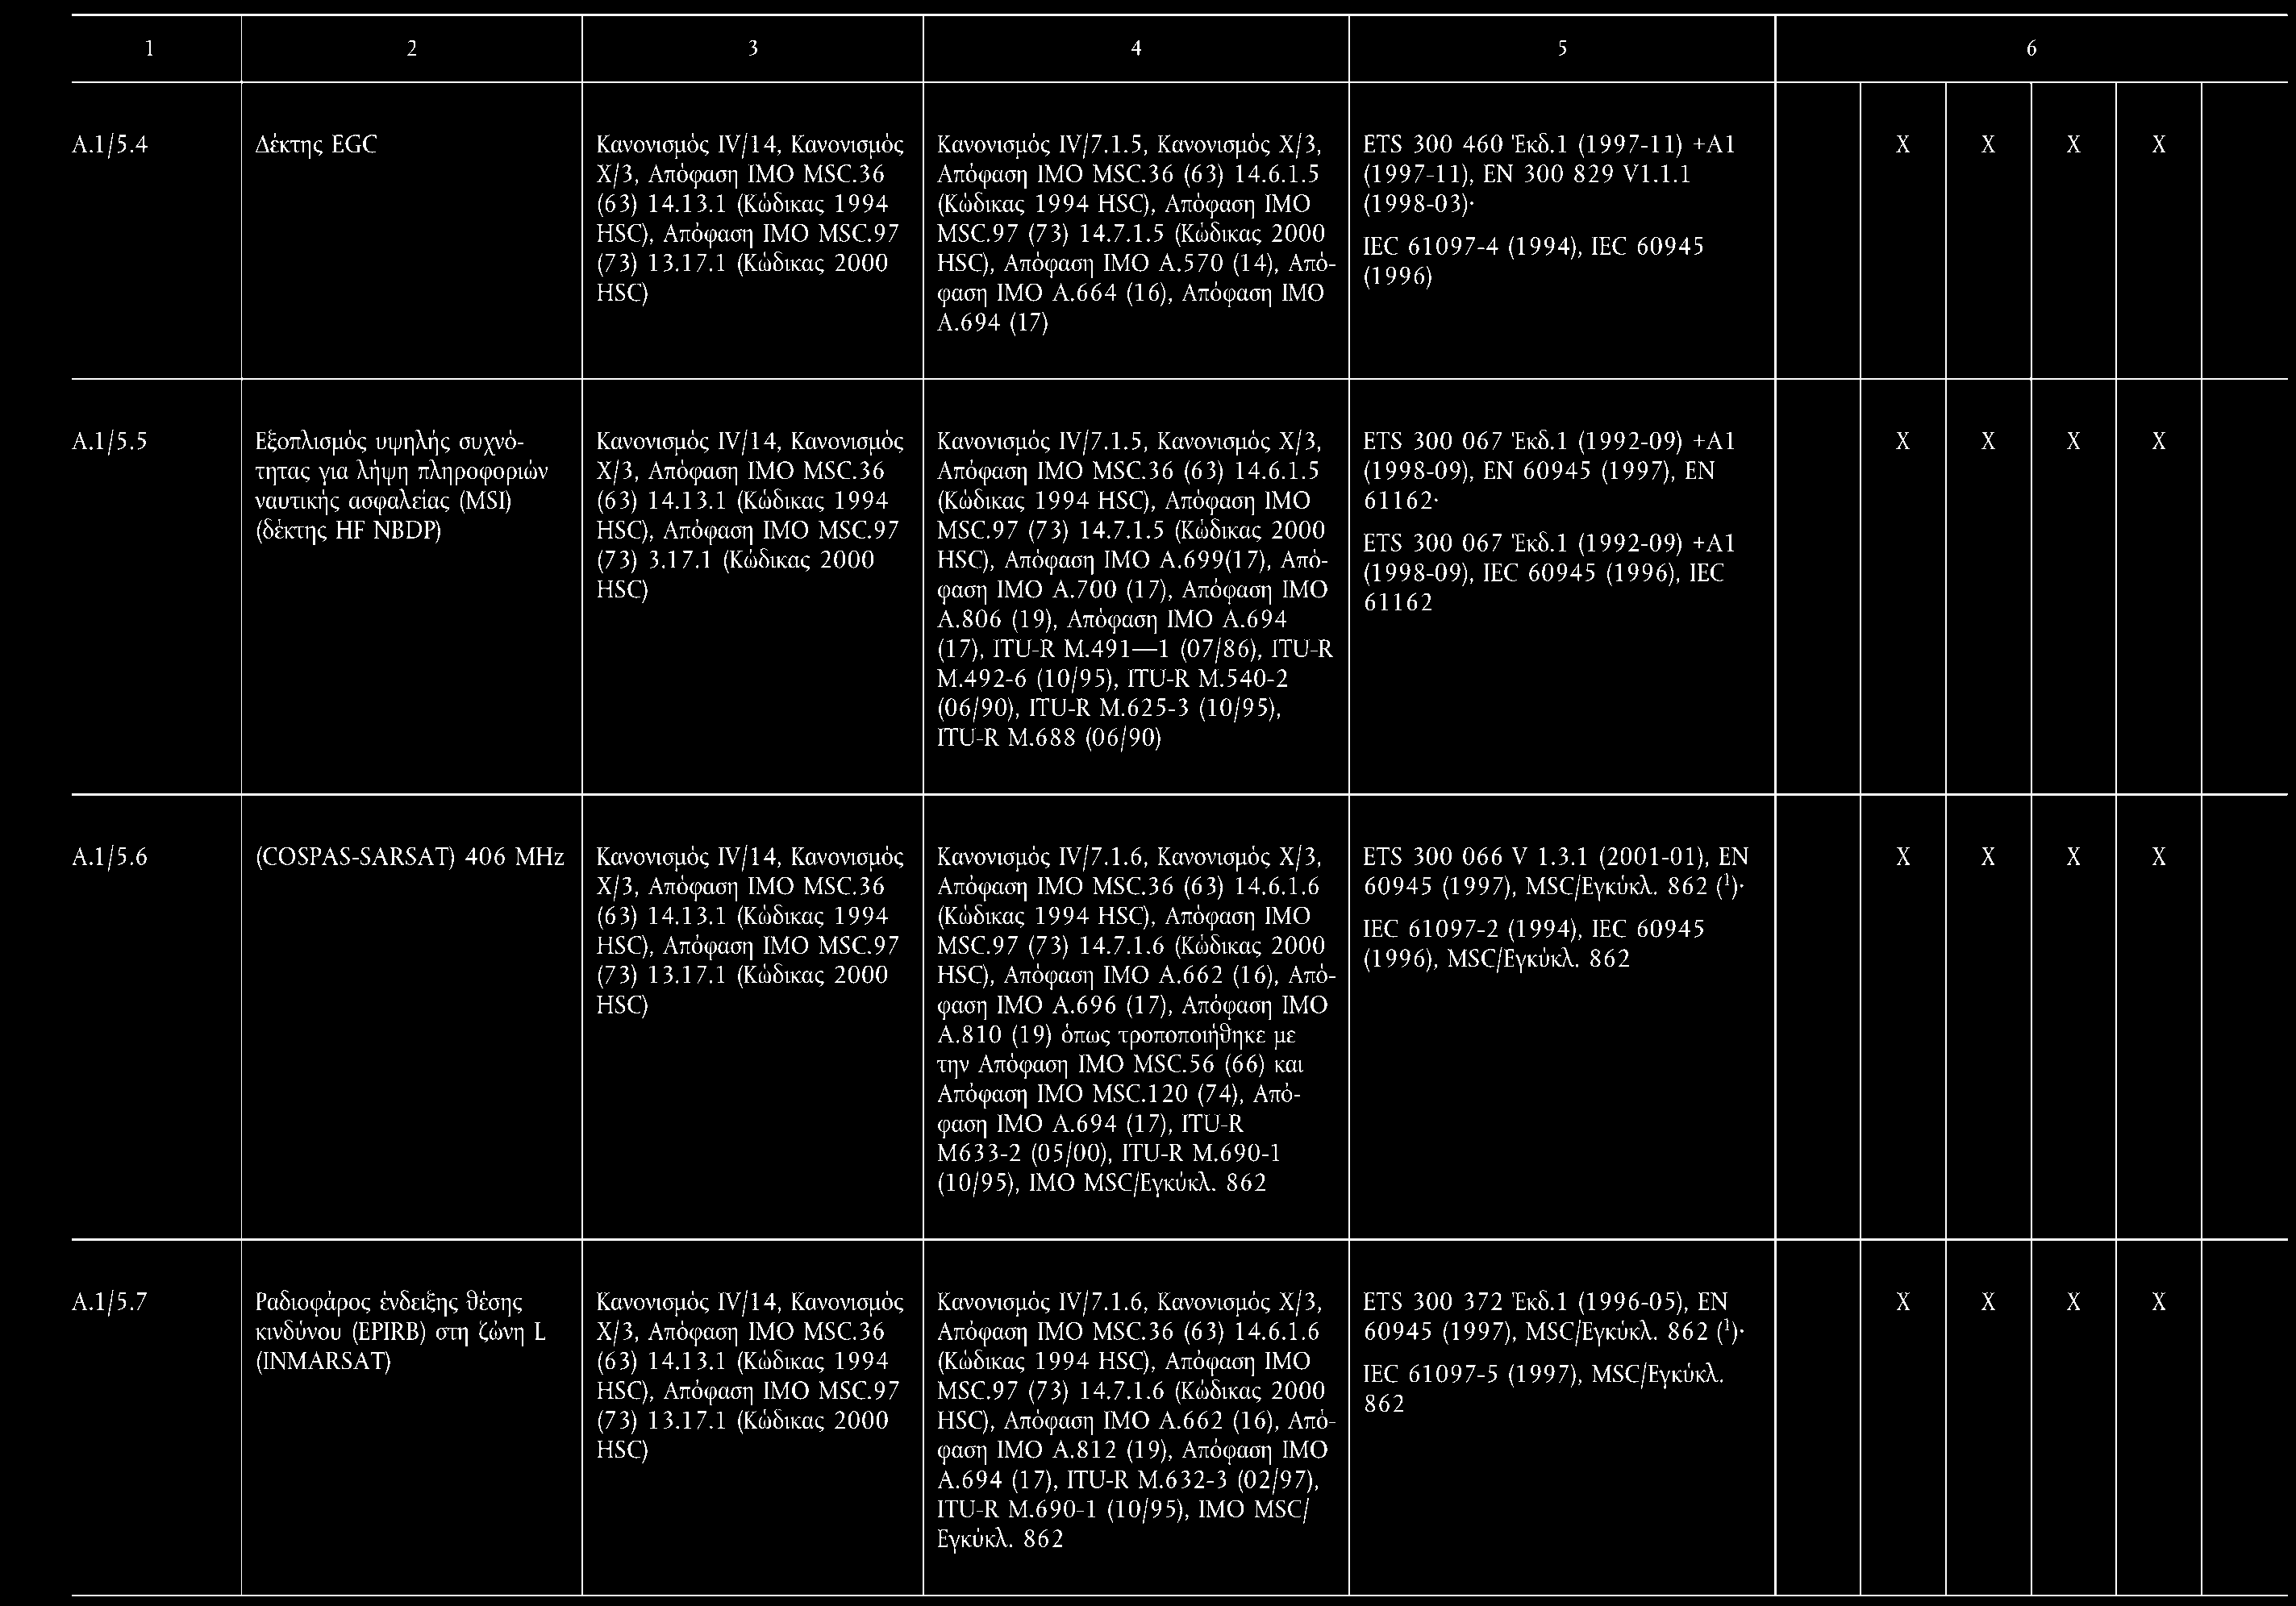 1 2 3 4 5 6
A.1/5.4
Δέκτης EGC
Κανονισμός IV/14, Κανονισμός
X/3, Απόφαση IMO MSC.36
(63) 14.13.1 (Κώδικας 1994
HSC), Απόφαση IMO MSC.97
(73) 13.17.1 (Κώδικας 2000
HSC)
Κανονισμός IV/7.1.5, Κανονισμός X/3,
Απόφαση IMO MSC.36 (63) 14.6.1.5
(Κώδικας 1994 HSC), Απόφαση IMO
MSC.97 (73) 14.7.1.5 (Κώδικας 2000
HSC), Απόφαση IMO A.570 (14), Από-
φαση IMO A.664 (16), Απόφαση IMO
A.694 (17)
ETS 300 460 Έκδ.1 (1997-11) +A1
(1997-11), EN 300 829 V1.1.1
(1998-03)·
IEC 61097-4 (1994), IEC 60945
(1996)
X X X X
A.1/5.5
Εξοπλισμός υψηλής συχνό-
τητας για λήψη πληροφοριών
ναυτικής ασφαλείας (MSI)
(δέκτης HF NBDP)
Κανονισμός IV/14, Κανονισμός
X/3, Απόφαση IMO MSC.36
(63) 14.13.1 (Κώδικας 1994
HSC), Απόφαση IMO MSC.97
(73) 3.17.1 (Κώδικας 2000
HSC)
Κανονισμός IV/7.1.5, Κανονισμός X/3,
Απόφαση IMO MSC.36 (63) 14.6.1.5
(Κώδικας 1994 HSC), Απόφαση IMO
MSC.97 (73) 14.7.1.5 (Κώδικας 2000
HSC), Απόφαση IMO A.699(17), Από-
φαση IMO A.700 (17), Απόφαση IMO
A.806 (19), Απόφαση IMO A.694
(17), ITU-R M.491—1 (07/86), ITU-R
M.492-6 (10/95), ITU-R M.540-2
(06/90), ITU-R M.625-3 (10/95),
ITU-R M.688 (06/90)
ETS 300 067 Έκδ.1 (1992-09) +A1
(1998-09), EN 60945 (1997), EN
61162·
ETS 300 067 Έκδ.1 (1992-09) +A1
(1998-09), IEC 60945 (1996), IEC
61162
X X X X
A.1/5.6
(COSPAS-SARSAT) 406 MHz
Κανονισμός IV/14, Κανονισμός
X/3, Απόφαση IMO MSC.36
(63) 14.13.1 (Κώδικας 1994
HSC), Απόφαση IMO MSC.97
(73) 13.17.1 (Κώδικας 2000
HSC)
Κανονισμός IV/7.1.6, Κανονισμός X/3,
Απόφαση IMO MSC.36 (63) 14.6.1.6
(Κώδικας 1994 HSC), Απόφαση IMO
MSC.97 (73) 14.7.1.6 (Κώδικας 2000
HSC), Απόφαση IMO A.662 (16), Από-
φαση IMO A.696 (17), Απόφαση IMO
A.810 (19) όπως τροποποιήθηκε με
την Απόφαση IMO MSC.56 (66) και
Απόφαση IMO MSC.120 (74), Από-
φαση IMO A.694 (17), ITU-R
M633-2 (05/00), ITU-R M.690-1
(10/95), IMO MSC/Εγκύκλ. 862
ETS 300 066 V 1.3.1 (2001-01), EN
60945 (1997), MSC/Εγκύκλ. 862 (¹)·
IEC 61097-2 (1994), IEC 60945
(1996), MSC/Εγκύκλ. 862
X X X X
A.1/5.7
Ραδιοφάρος ένδειξης θέσης
κινδύνου (EPIRB) στη ζώνη L
(INMARSAT)
Κανονισμός IV/14, Κανονισμός
X/3, Απόφαση IMO MSC.36
(63) 14.13.1 (Κώδικας 1994
HSC), Απόφαση IMO MSC.97
(73) 13.17.1 (Κώδικας 2000
HSC)
Κανονισμός IV/7.1.6, Κανονισμός X/3,
Απόφαση IMO MSC.36 (63) 14.6.1.6
(Κώδικας 1994 HSC), Απόφαση IMO
MSC.97 (73) 14.7.1.6 (Κώδικας 2000
HSC), Απόφαση IMO A.662 (16), Από-
φαση IMO A.812 (19), Απόφαση IMO
A.694 (17), ITU-R M.632-3 (02/97),
ITU-R M.690-1 (10/95), IMO MSC/
Εγκύκλ. 862
ETS 300 372 Έκδ.1 (1996-05), EN
60945 (1997), MSC/Εγκύκλ. 862 (¹)·
IEC 61097-5 (1997), MSC/Εγκύκλ.
862
X X X X